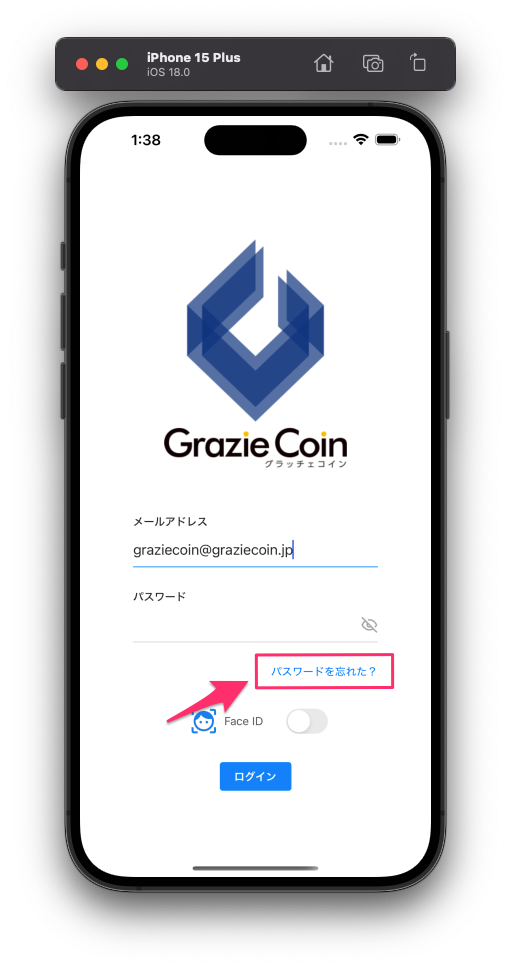 iPhone 15 Plus
iOS 18.0
1:38
Grazie Coin
グラッチェコイン
メールアドレス
graziecoin@graziecoin.jp
パスワード
パスワードを忘れた？
Face ID
ログイン